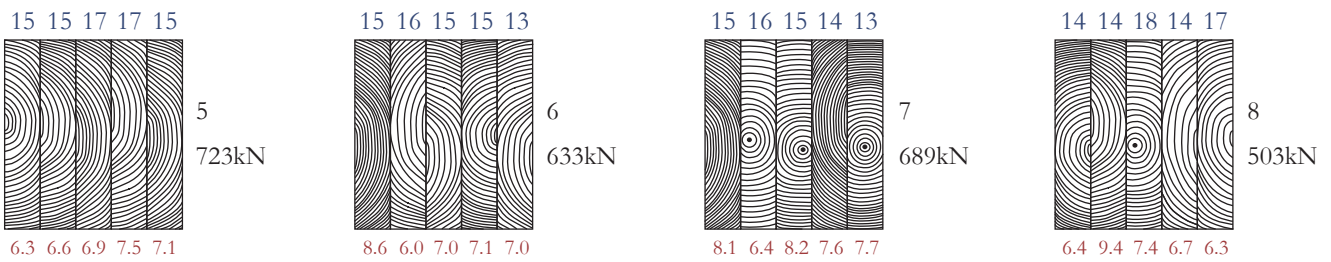 15 15 17 17 15
5
723kN
6.3 6.6 6.9 7.5 7.1
15 16 15 15 13
6
633kN
8.6 6.0 7.0 7.1 7.0
15 16 15 14 13
7
689kN
8.1 6.4 8.2 7.6 7.7
14 14 18 14 17
8
503kN
6.4 9.4 7.4 6.7 6.3